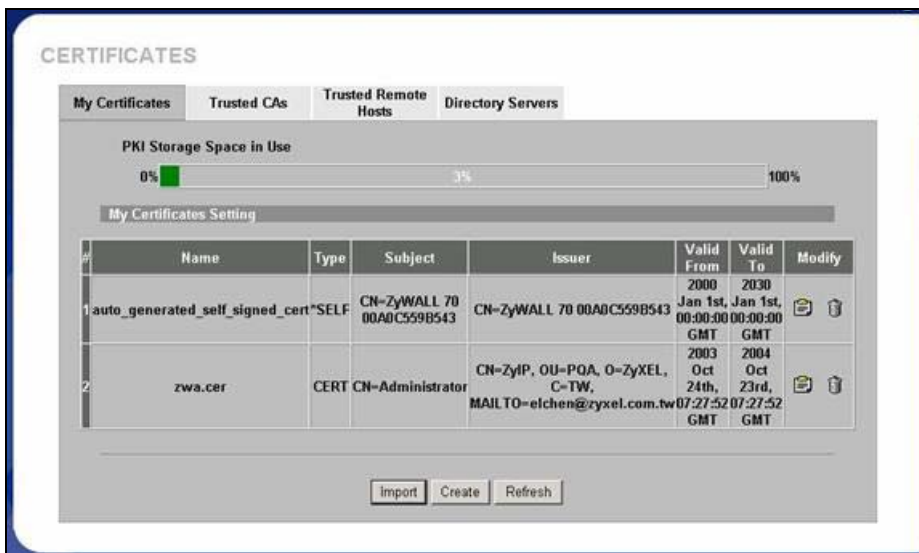 CERTIFICATES
My Certificates
Trusted CAs
Trusted Remote
Hosts
Directory Servers
PKI Storage Space in Use
0%
3%
100%
My Certificates Setting
# Name Type Subject Issuer Valid From Valid To Modify
1 auto_generated_self_signed_cert *SELF CN=ZyWALL 70 00A0C559B543 CN=ZyWALL 70 00A0C559B543 2000 Jan 1st, 00:00:00 GMT 2030 Jan 1st, 00:00:00 GMT
2 zwa.cer CERT CN=Administrator CN=ZyIP, OU=PQA, O=ZyXEL, C=TW, MAILTO=elchen@zyxel.com.tw 2003 Oct 24th, 07:27:52 GMT 2004 Oct 23rd, 07:27:52 GMT
Import Create Refresh